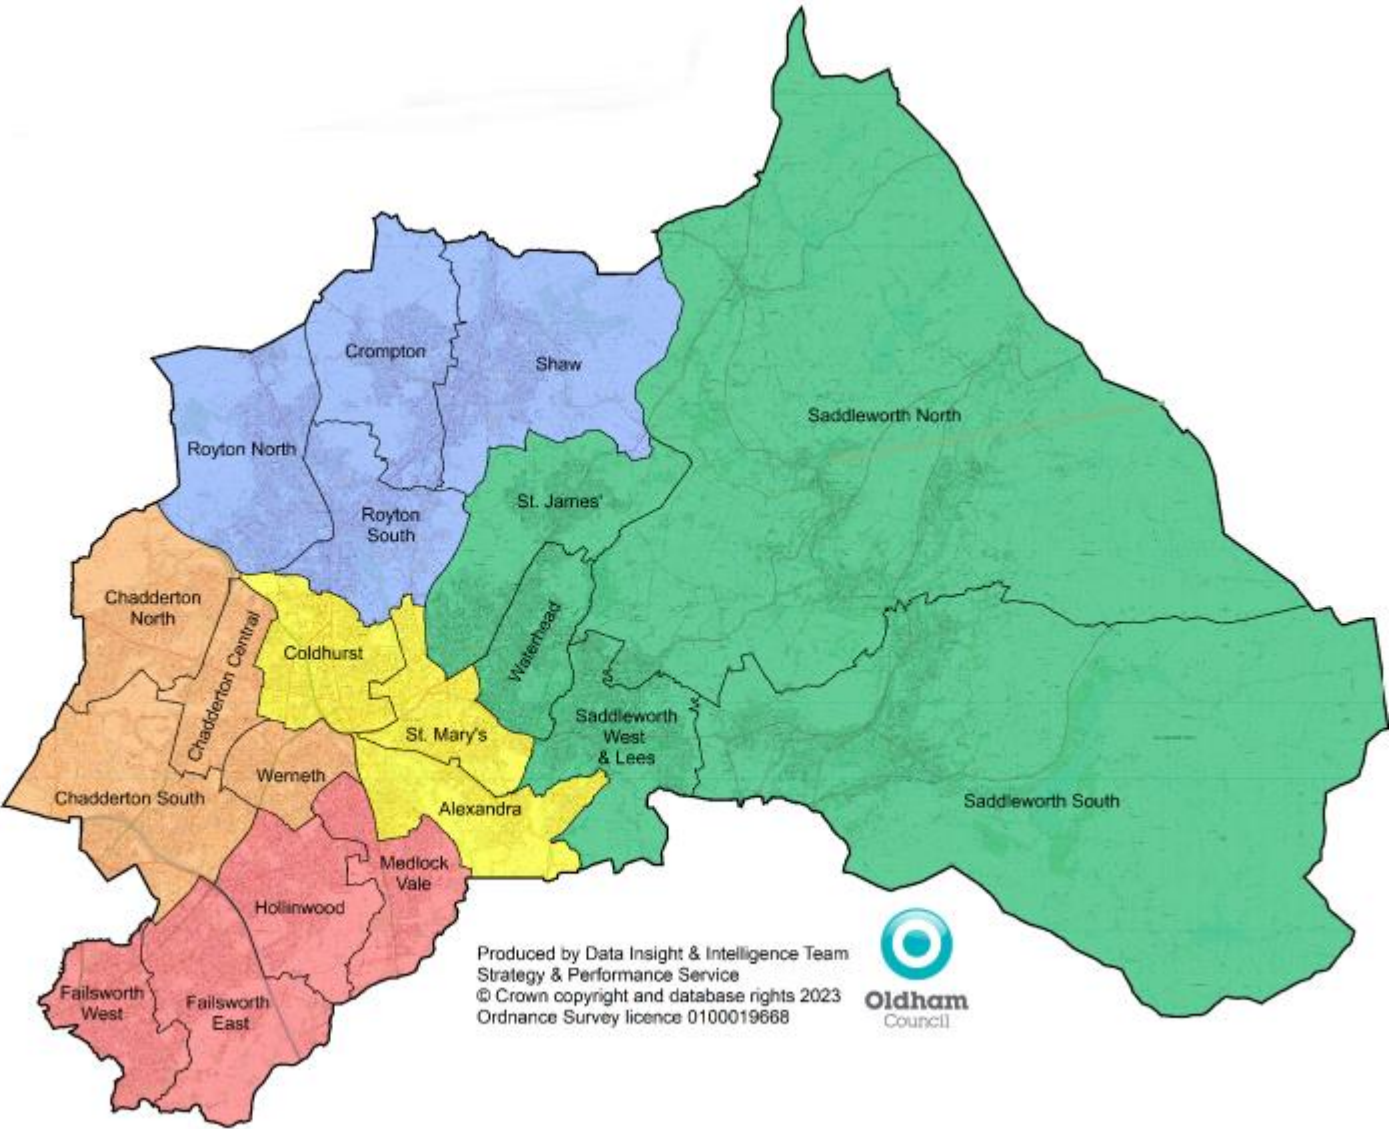 Crompton
Shaw
Saddleworth North
Royton North
St. James'
Royton
South
Chadderton
North
Chadderton Central
Coldhurst
Waterhead
Saddleworth
West
& Lees
St. Mary's
Werneth
Chadderton South
Alexandra
Saddleworth South
Medlock
Vale
Hollinwood
Failsworth
West
Failsworth
East
Produced by Data Insight & Intelligence Team
Strategy & Performance Service
© Crown copyright and database rights 2023
Ordnance Survey licence 0100019668
Oldham
Council